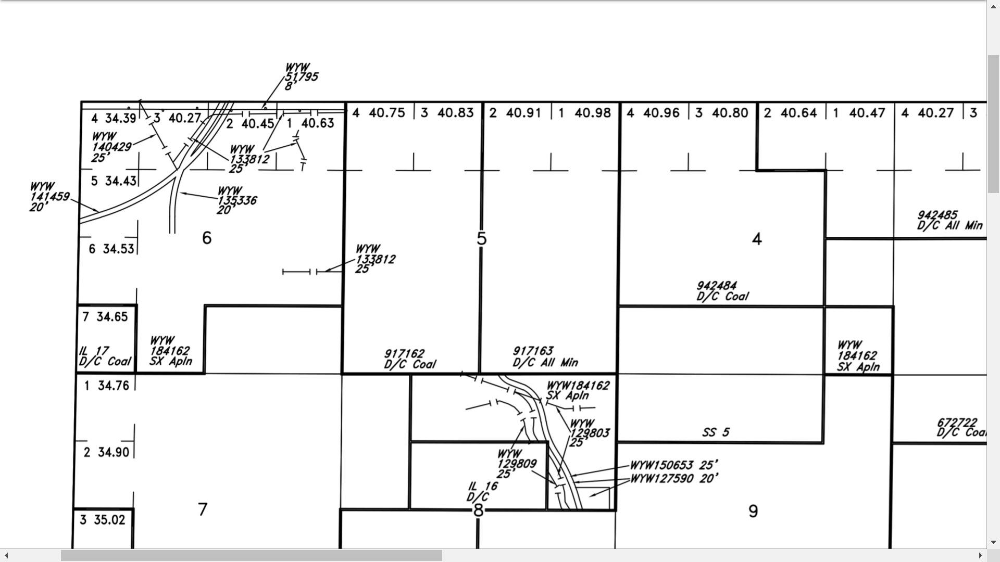 WYW
51795
8'
4 34.39
3 40.27
2 40.45
1 40.63
4 40.75
3 40.83
2 40.91
1 40.98
4 40.96
3 40.80
2 40.64
1 40.47
4 40.27
3
WYW
140429
25'
WYW
133812
25'
5 34.43
WYW
141459
20'
WYW
135336
20'
942485
D/C All Min
6
5
4
6 34.53
WYW
133812
25'
942484
D/C Coal
7 34.65
IL 17
D/C Coal
WYW
184162
SX Apln
917162
D/C Coal
917163
D/C All Min
WYW
184162
SX Apln
1 34.76
WYW184162
SX Apln
WYW
129803
25'
SS 5
672722
D/C Coal
2 34.90
WYW
129809
25'
WYW150653 25'
WYW127590 20'
IL 16
D/C
7
8
9
3 35.02